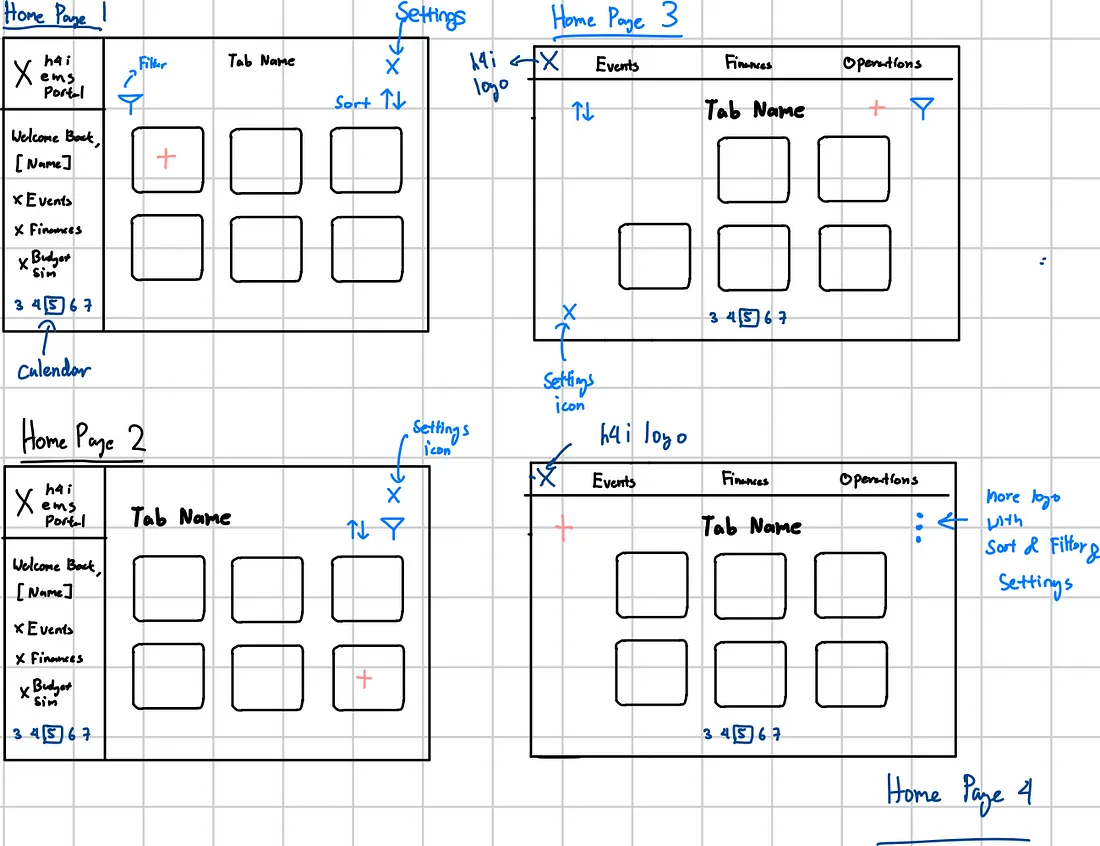 Home Page 1
Settings
h4i
ems
Portal
Filter
Tab Name
X
X
Sort
Welcome Back,
[Name]
x Events
x Finances
x Budget
Sim
3 4 5 6 7
Calendar
Home Page 3
h4i
logo
X
Events
Finances
Operations
Tab Name
X
3 4 5 6 7
Settings
icon
Home Page 2
Settings
icon
X
h4i
ems
Portal
X
Tab Name
Welcome Back,
[Name]
x Events
x Finances
x Budget
Sim
3 4 5 6 7
h4i logo
X
Events
Finances
Operations
Tab Name
3 4 5 6 7
More logo
with
Sort & Filter &
Settings
Home Page 4